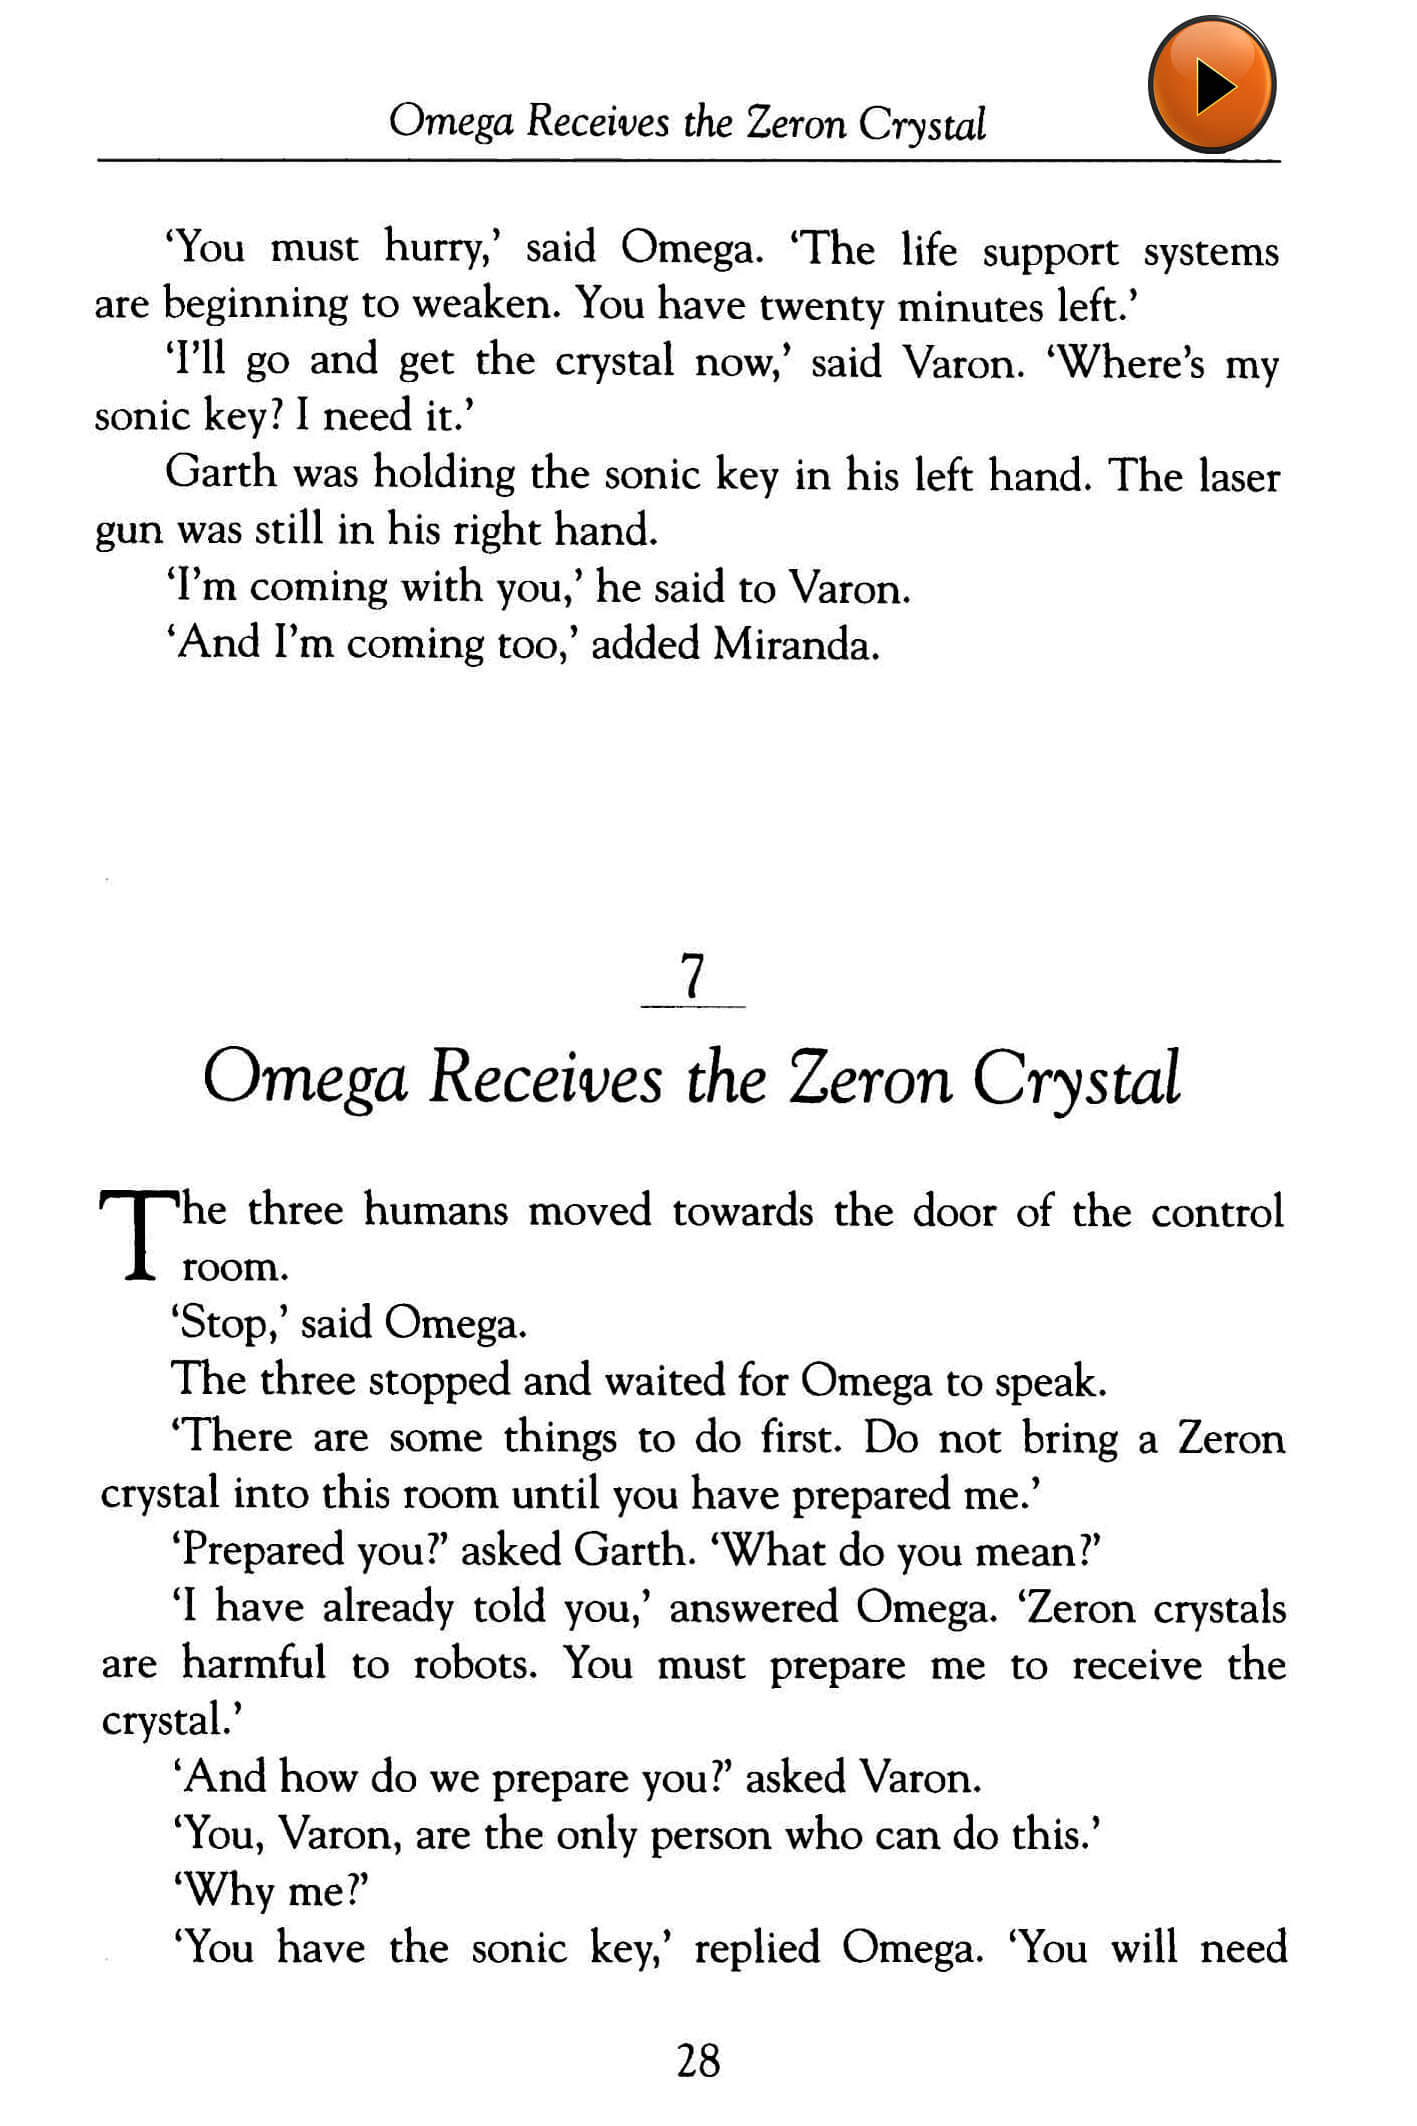 Omega Receives the Zeron Crystal
‘You must hurry,’ said Omega. ‘The life support systems
are beginning to weaken. You have twenty minutes left.’
‘I’ll go and get the crystal now,’ said Varon. ‘Where’s my
sonic key? I need it.’
Garth was holding the sonic key in his left hand. The laser
gun was still in his right hand.
‘I’m coming with you,’ he said to Varon.
‘And I’m coming too,’ added Miranda.
7
Omega Receives the Zeron Crystal
The three humans moved towards the door of the control
room.
‘Stop,’ said Omega.
The three stopped and waited for Omega to speak.
‘There are some things to do first. Do not bring a Zeron
crystal into this room until you have prepared me.’
‘Prepared you?’ asked Garth. ‘What do you mean?’
‘I have already told you,’ answered Omega. ‘Zeron crystals
are harmful to robots. You must prepare me to receive the
crystal.’
‘And how do we prepare you?’ asked Varon.
‘You, Varon, are the only person who can do this.’
‘Why me?’
‘You have the sonic key,’ replied Omega. ‘You will need
28